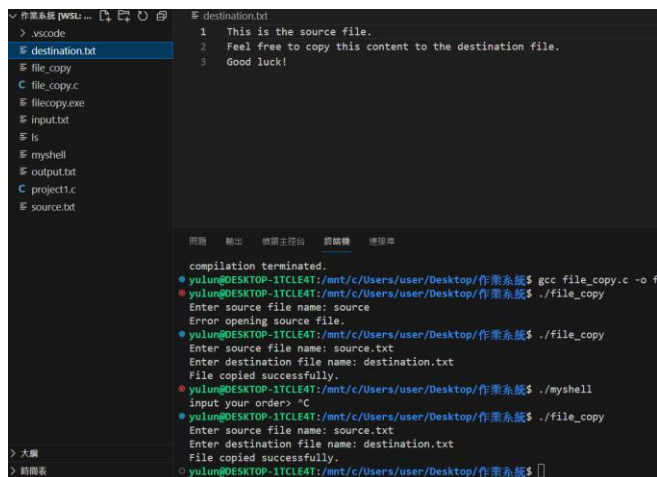 作業系統 [WSL: ...
.vscode
destination.txt
file_copy
C file_copy.c
filecopy.exe
input.txt
ls
myshell
output.txt
C project1.c
source.txt
大綱
時間表
destination.txt
1 This is the source file.
2 Feel free to copy this content to the destination file.
3 Good luck!
問題 輸出 偵錯主控台 終端機 連接埠
compilation terminated.
yulun@DESKTOP-1TCLE4T:/mnt/c/Users/user/Desktop/作業系統$ gcc file_copy.c -o f
yulun@DESKTOP-1TCLE4T:/mnt/c/Users/user/Desktop/作業系統$ ./file_copy
Enter source file name: source
Error opening source file.
yulun@DESKTOP-1TCLE4T:/mnt/c/Users/user/Desktop/作業系統$ ./file_copy
Enter source file name: source.txt
Enter destination file name: destination.txt
File copied successfully.
yulun@DESKTOP-1TCLE4T:/mnt/c/Users/user/Desktop/作業系統$ ./myshell
input your order> ^C
yulun@DESKTOP-1TCLE4T:/mnt/c/Users/user/Desktop/作業系統$ ./file_copy
Enter source file name: source.txt
Enter destination file name: destination.txt
File copied successfully.
yulun@DESKTOP-1TCLE4T:/mnt/c/Users/user/Desktop/作業系統$